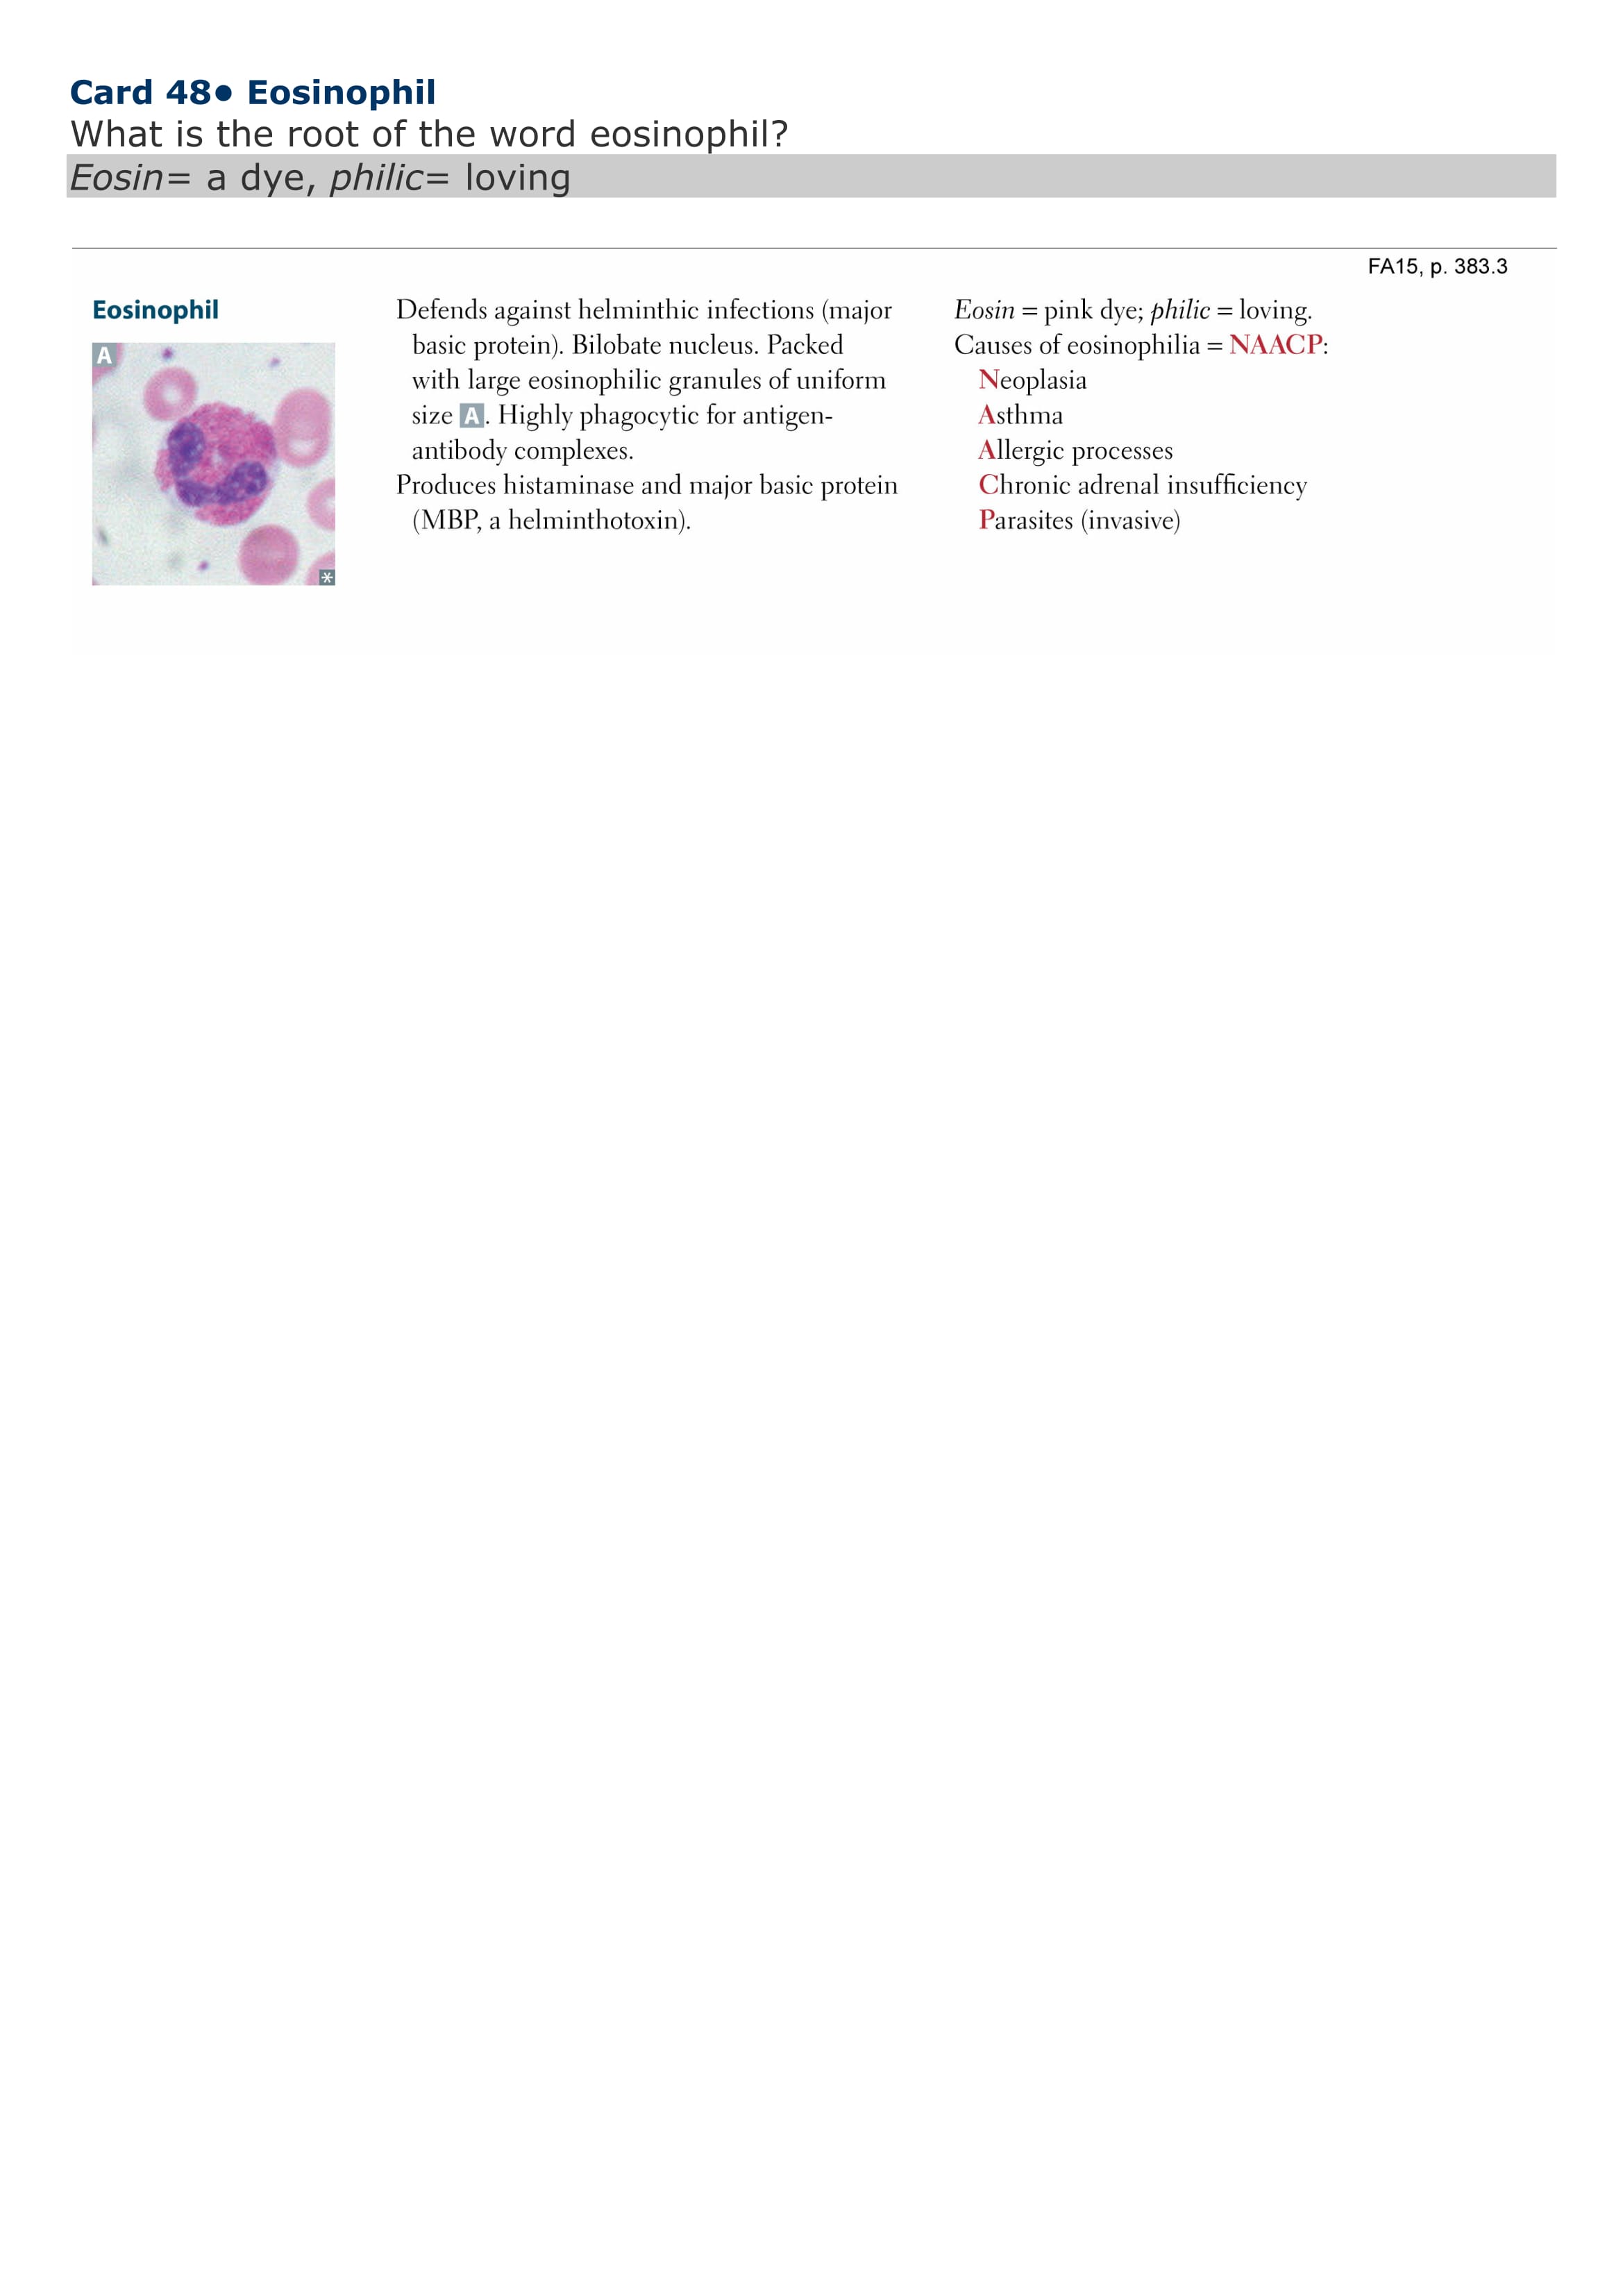 Card 48● Eosinophil
What is the root of the word eosinophil?
Eosin= a dye, philic= loving
FA15, p. 383.3
Eosinophil
A
*
Defends against helminthic infections (major
basic protein). Bilobate nucleus. Packed
with large eosinophilic granules of uniform
size A. Highly phagocytic for antigen-
antibody complexes.
Produces histaminase and major basic protein
(MBP, a helminthotoxin).
Eosin = pink dye; philic = loving.
Causes of eosinophilia = NAACP:
Neoplasia
Asthma
Allergic processes
Chronic adrenal insufficiency
Parasites (invasive)